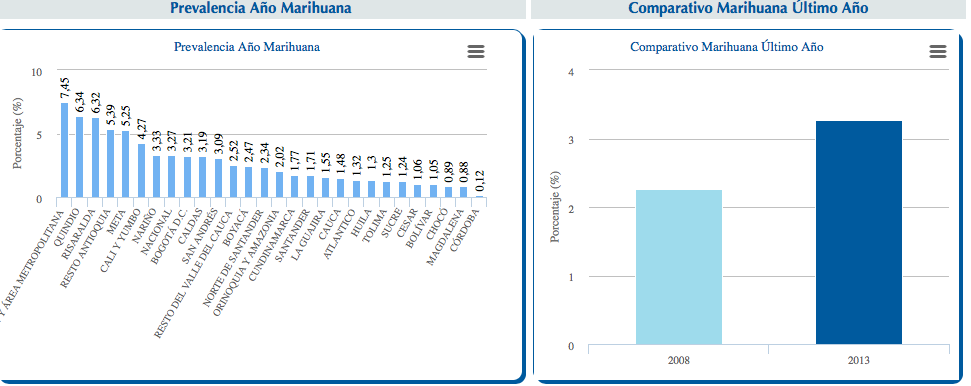 Prevalencia Año Marihuana
Prevalencia Año Marihuana
Porcentaje (%)
10
5
0
7,45
6,34
6,32
5,39
5,25
4,27
3,33
3,27
3,21
3,19
3,09
2,52
2,47
2,34
2,02
1,77
1,71
1,55
1,48
1,32
1,3
1,25
1,24
1,06
1,05
0,89
0,88
0,12
Y ÁREA METROPOLITANA
QUINDIO
RISARALDA
RESTO ANTIOQUIA
META
CALI Y YUMBO
NARIÑO
NACIONAL
BOGOTÁ D.C.
CALDAS
SAN ANDRÉS
RESTO DEL VALLE DEL CAUCA
BOYACÁ
NORTE DE SANTANDER
ORINOQUIA Y AMAZONIA
CUNDINAMARCA
SANTANDER
LA GUAJIRA
CAUCA
ATLANTICO
HUILA
TOLIMA
SUCRE
CESAR
BOLÍVAR
CHOCÓ
MAGDALENA
CÓRDOBA
Comparativo Marihuana Último Año
Comparativo Marihuana Último Año
Porcentaje (%)
4
3
2
1
0
2008
2013